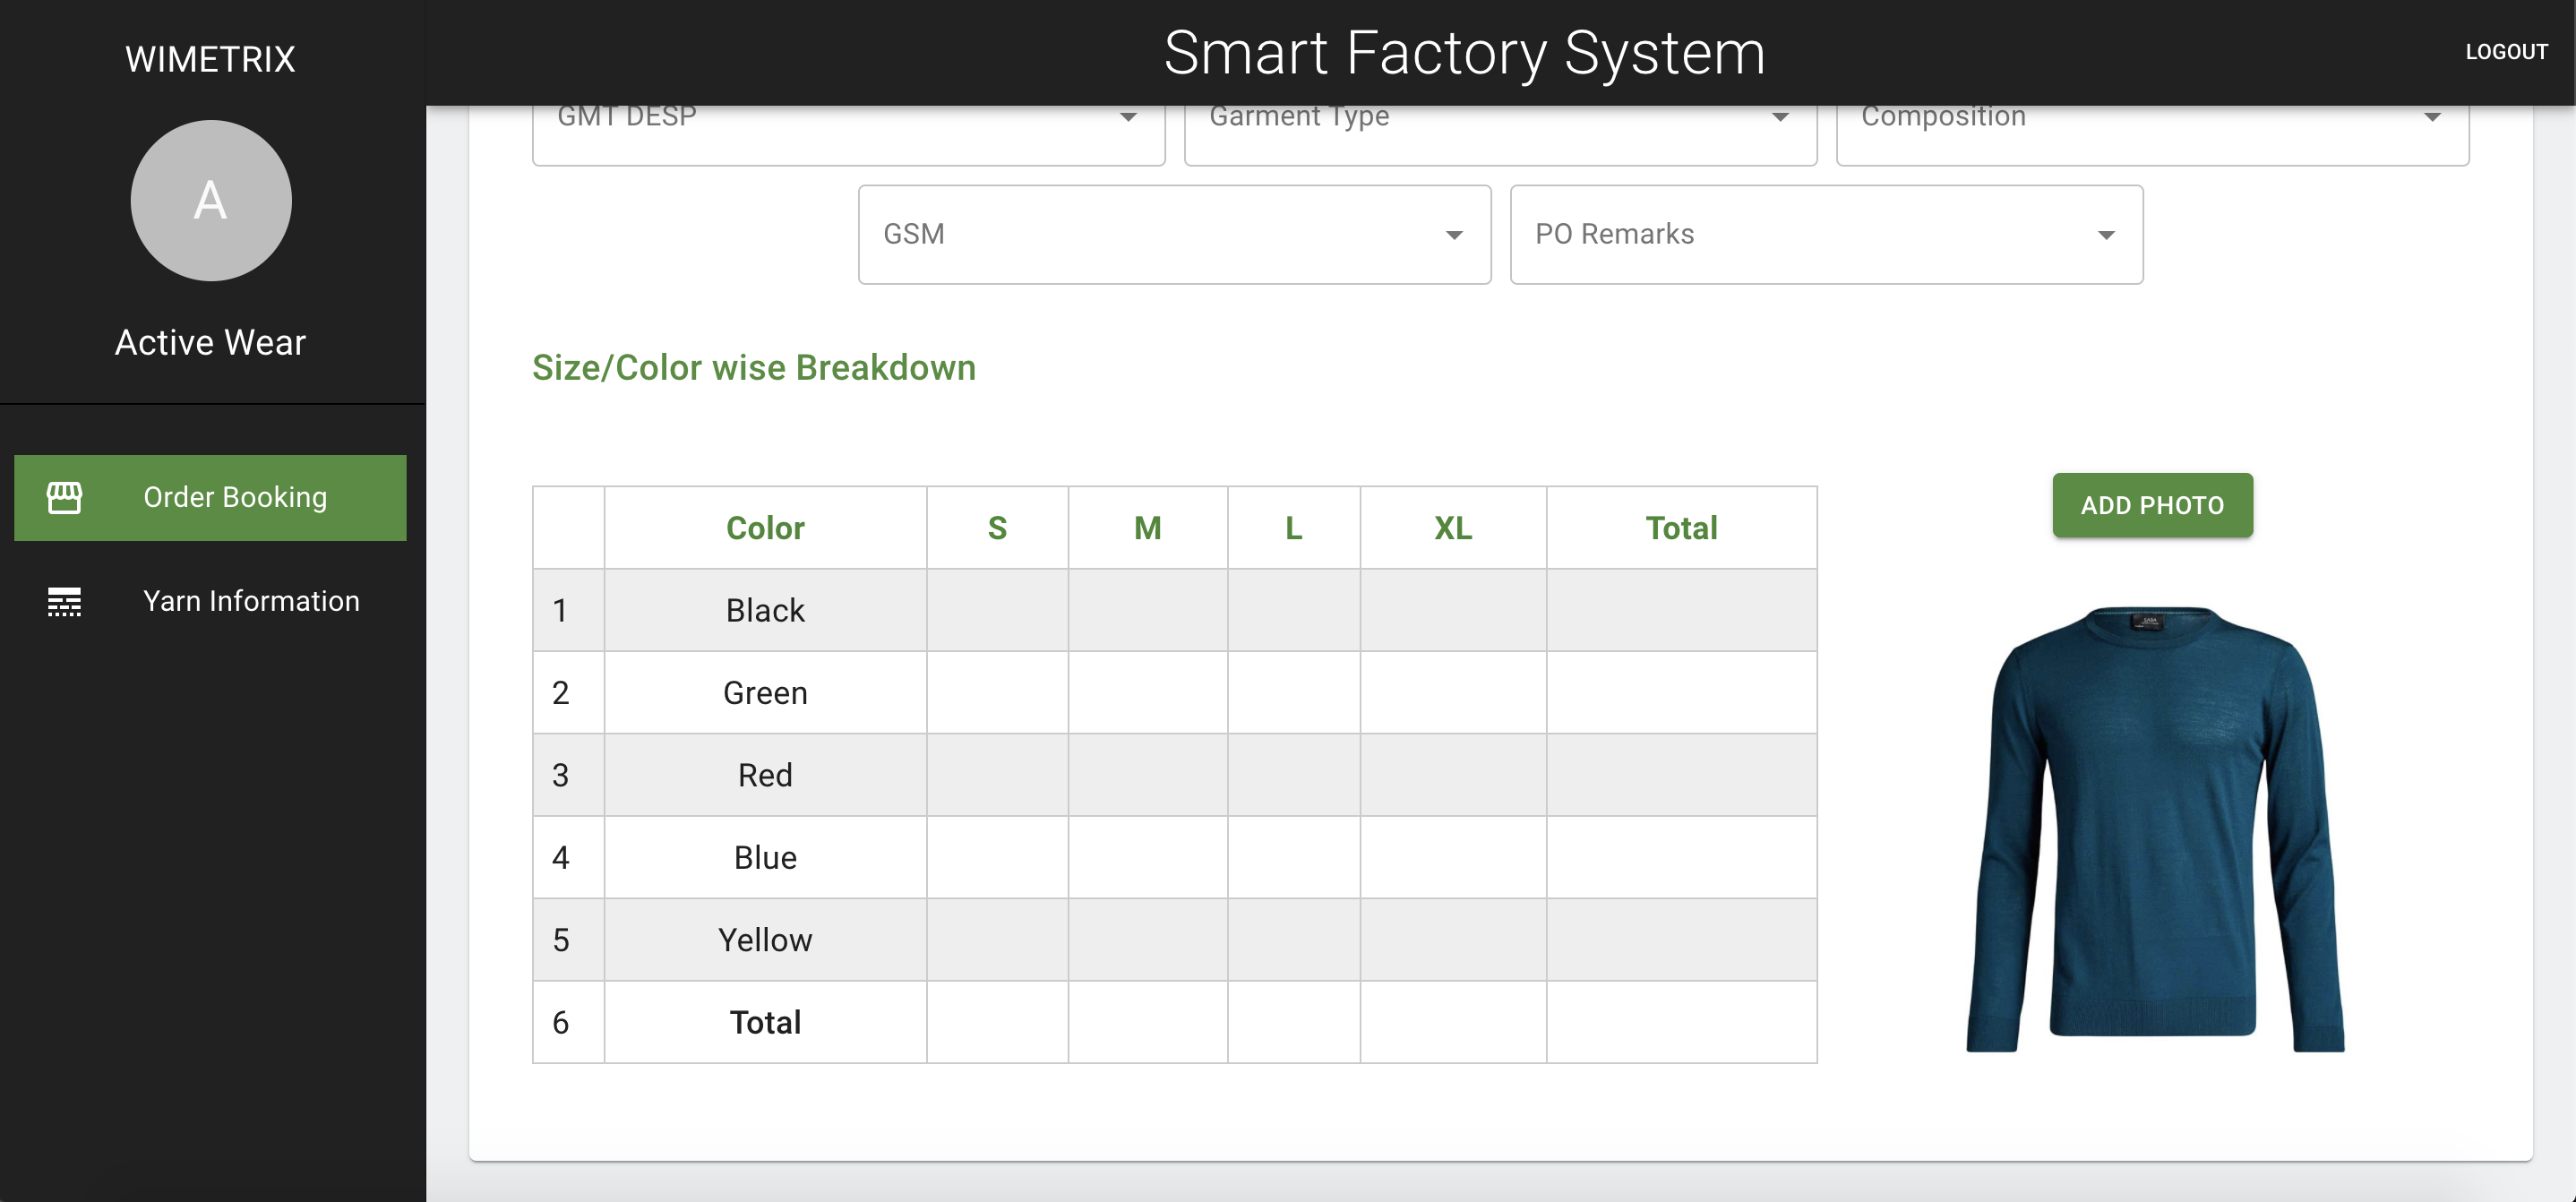 WIMETRIX
Smart Factory System
LOGOUT
A
Active Wear
Order Booking
Yarn Information
GMT DESP
Garment Type
Composition
GSM
PO Remarks
Size/Color wise Breakdown
ADD PHOTO
Color S M L XL Total
1 Black
2 Green
3 Red
4 Blue
5 Yellow
6 Total